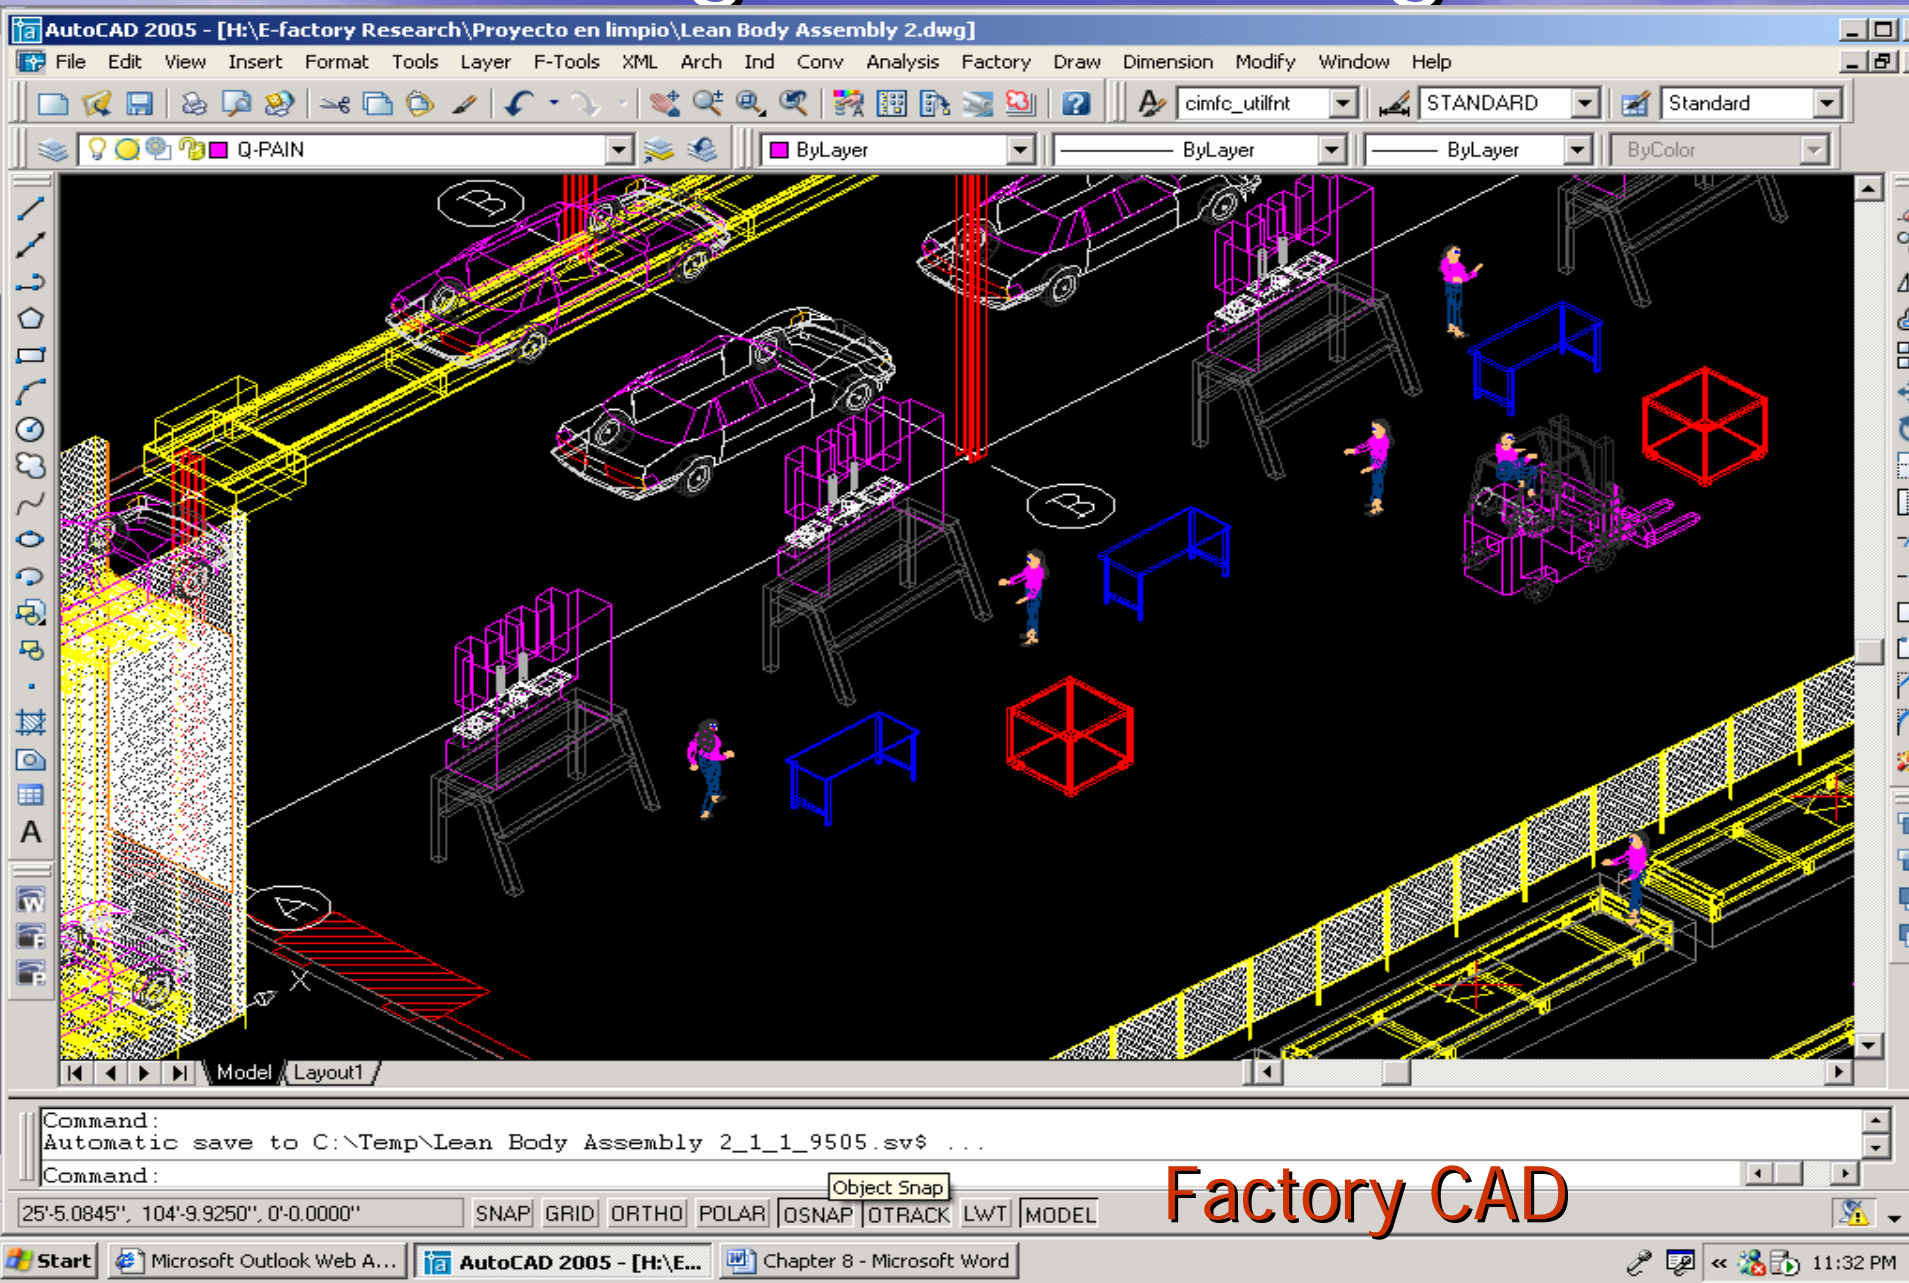 AutoCAD 2005 - [H:\E-factory Research\Proyecto en limpio\Lean Body Assembly 2.dwg]
File Edit View Insert Format Tools Layer F-Tools XML Arch Ind Conv Analysis Factory Draw Dimension Modify Window Help
cimfc_utilfnt STANDARD Standard
Q-PAIN ByLayer ByLayer ByLayer ByColor
B
B
A
X
Model Layout1
Command:
Automatic save to C:\Temp\Lean Body Assembly 2_1_1_9505.sv$ ...
Command:
Object Snap
Factory CAD
25'-5.0845", 104'-9.9250", 0'-0.0000" SNAP GRID ORTHO POLAR OSNAP OTRACK LWT MODEL
Start Microsoft Outlook Web A... AutoCAD 2005 - [H:\E... Chapter 8 - Microsoft Word 11:32 PM